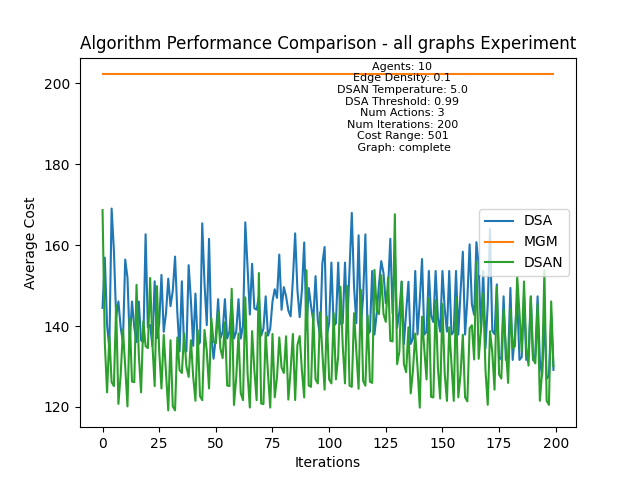 Algorithm Performance Comparison - all graphs Experiment
Agents: 10
Edge Density: 0.1
DSAN Temperature: 5.0
DSA Threshold: 0.99
Num Actions: 3
Num Iterations: 200
Cost Range: 501
Graph: complete
200
180
160
140
120
Average Cost
DSA
MGM
DSAN
0 25 50 75 100 125 150 175 200
Iterations